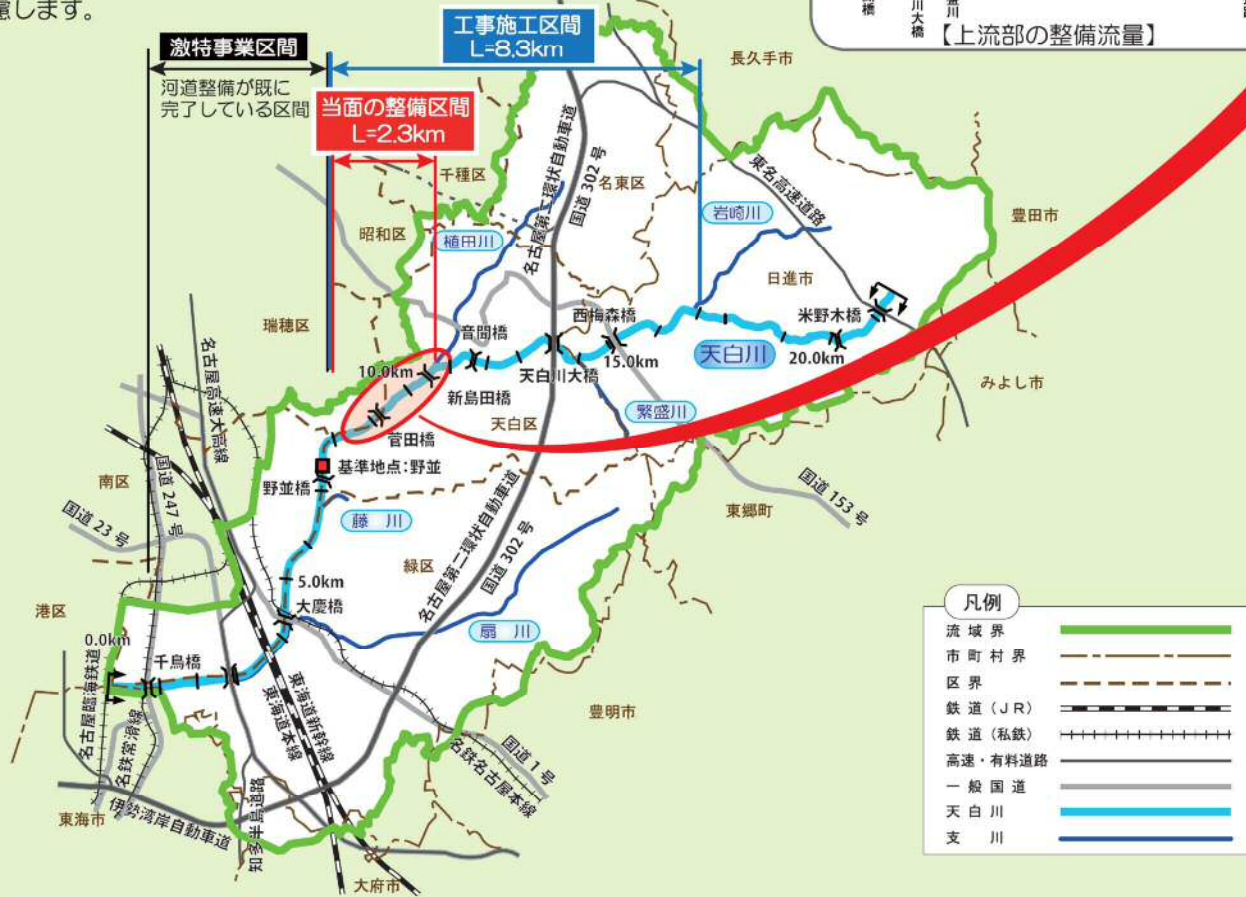 慮します。
川大橋
【上流部の整備流量】
激特事業区間
河道整備が既に
完了している区間
工事施工区間
L=8.3km
当面の整備区間
L=2.3km
長久手市
千種区
名東区
名古屋第二環状自動車道
国道302号
東名高速道路
岩崎川
豊田市
昭和区
植田川
日進市
瑞穂区
音聞橋
西梅森橋
米野木橋
10.0km
天白川大橋
15.0km
天白川
20.0km
みよし市
新島田橋
天白区
繁盛川
菅田橋
基準地点:野並
野並橋
名古屋高速大高線
南区
国道247号
国道23号
藤 川
国道153号
東郷町
緑区
名古屋第二環状自動車道
国道302号
5.0km
大慶橋
港区
扇 川
0.0km
千鳥橋
名古屋臨海鉄道
名鉄常滑線
東海道新幹線
東海道本線
豊明市
国道1号
名鉄名古屋本線
東海市
伊勢湾岸自動車道
知多半島道路
大府市
凡例
流域界
市町村界
区界
鉄道(JR)
鉄道(私鉄)
高速・有料道路
一般国道
天白川
支 川